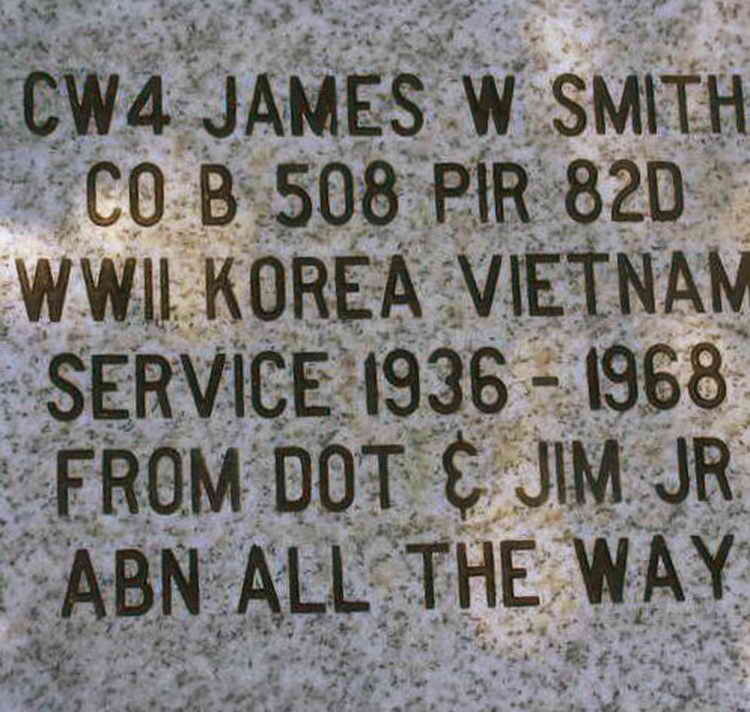 CW4 JAMES W SMITH
CO B 508 PIR 82D
WWII KOREA VIETNAM
SERVICE 1936 - 1968
FROM DOT & JIM JR
ABN ALL THE WAY